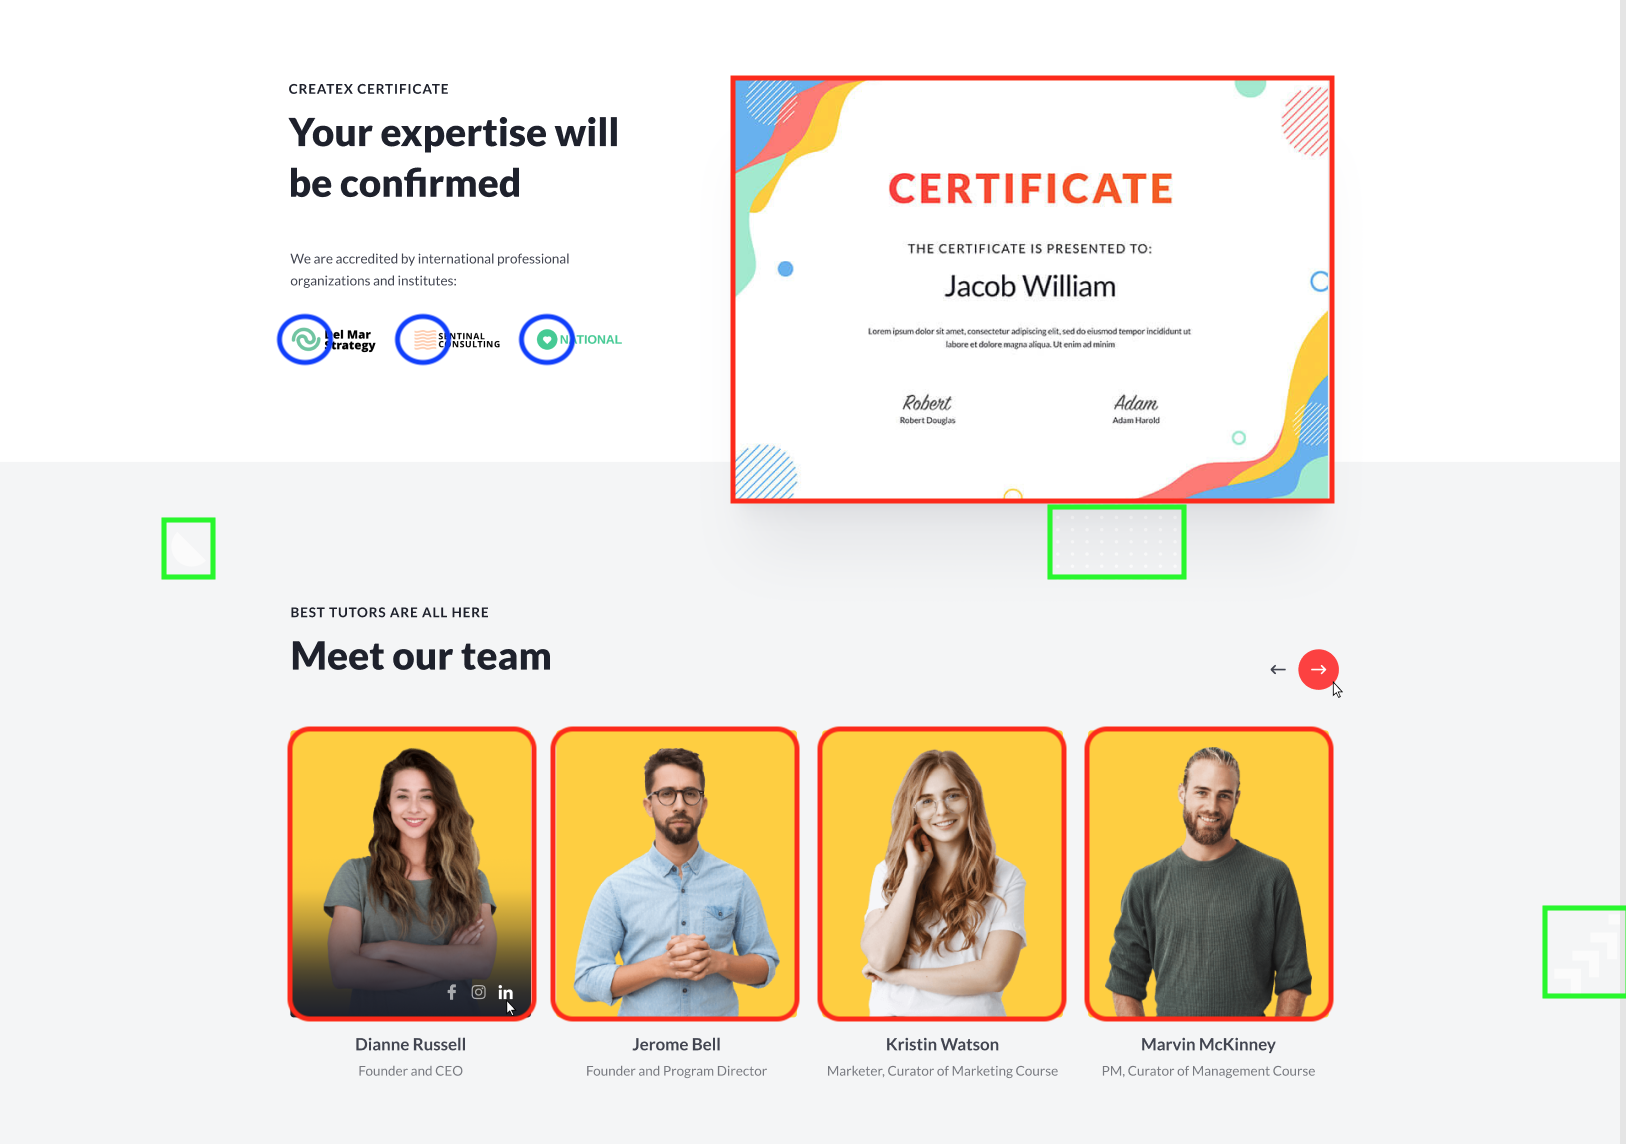 CREATEX CERTIFICATE
Your expertise will
be confirmed
We are accredited by international professional
organizations and institutes:
Del Mar
Strategy
SENTINAL
CONSULTING
NATIONAL
CERTIFICATE
THE CERTIFICATE IS PRESENTED TO:
Jacob William
Lorem ipsum dolor sit amet, consectetur adipiscing elit, sed do eiusmod tempor incididunt ut
labore et dolore magna aliqua. Ut enim ad minim
Robert
Robert Douglas
Adam
Adam Harold
BEST TUTORS ARE ALL HERE
Meet our team
in
Dianne Russell
Founder and CEO
Jerome Bell
Founder and Program Director
Kristin Watson
Marketer, Curator of Marketing Course
Marvin McKinney
PM, Curator of Management Course